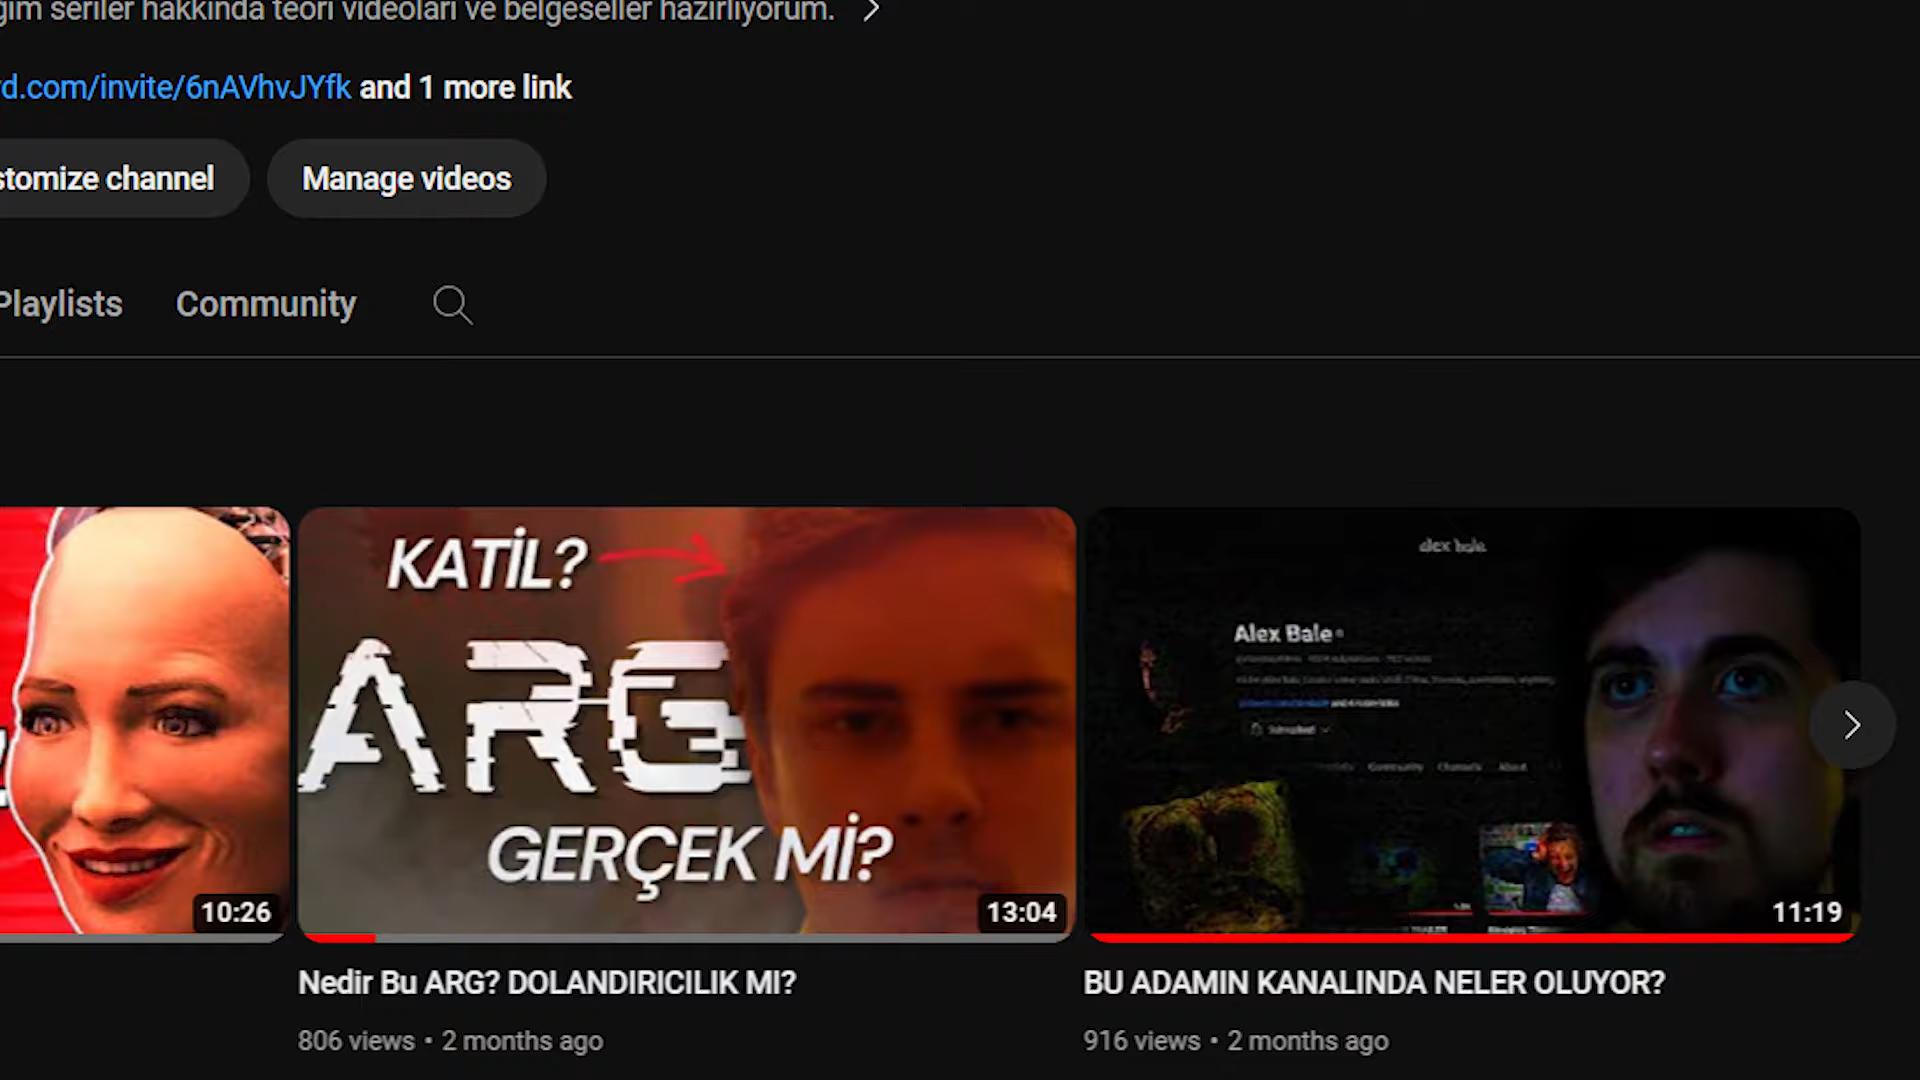 seriler hakkında teori videoları ve belgeseller hazırlıyorum.
d.com/invite/6nAVhvJYfk and 1 more link
stomize channel
Manage videos
Playlists
Community
KATİL?
ARG
GERÇEK Mİ?
10:26
13:04
alex bale
Alex Bale
11:19
Nedir Bu ARG? DOLANDIRICILIK MI?
BU ADAMIN KANALINDA NELER OLUYOR?
806 views • 2 months ago
916 views • 2 months ago